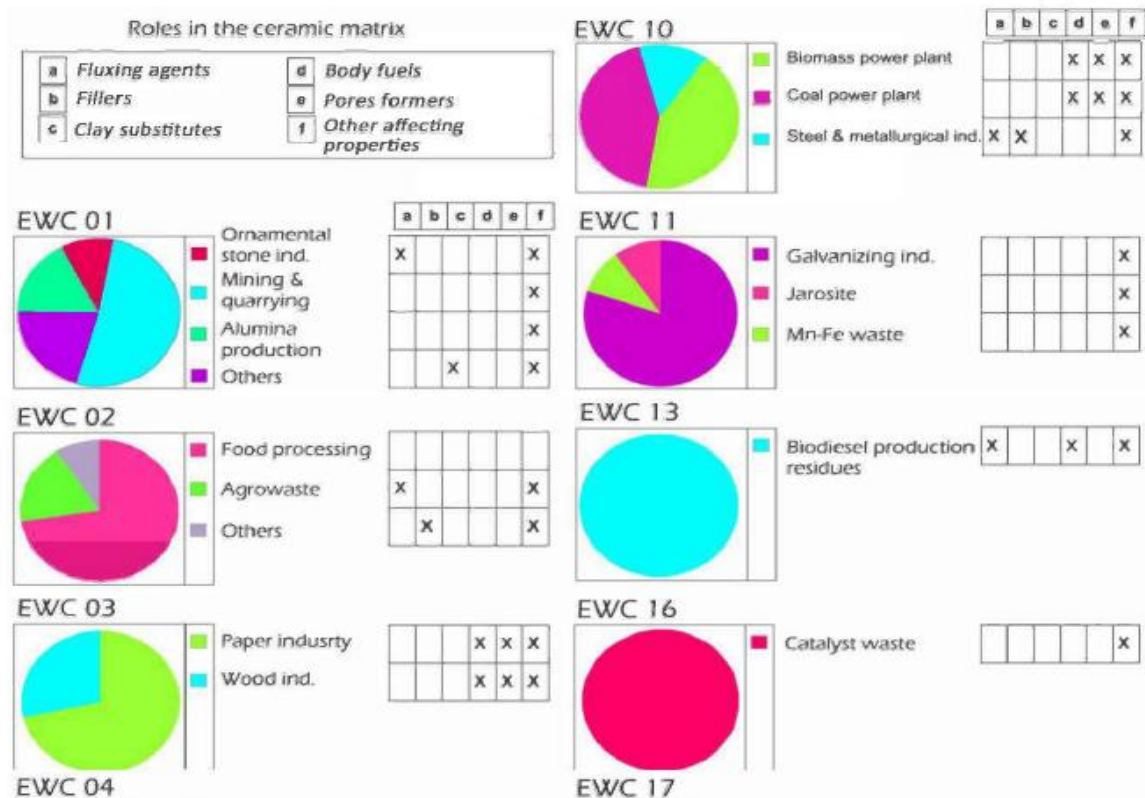 Roles in the ceramic matrix
a Fluxing agents
b Fillers
c Clay substitutes
d Body fuels
e Pores formers
f Other affecting
properties
EWC 01
a b c d e f
Ornamental
stone ind. X X
Mining &
quarrying X
Alumina
production X
Others X X
EWC 02
Food processing
Agrowaste X X
Others X X
EWC 03
Paper indusrty X X X
Wood ind. X X X
EWC 04
EWC 10
a b c d e f
Biomass power plant X X X
Coal power plant X X X
Steel & metallurgical ind. X X X
EWC 11
Galvanizing ind. X
Jarosite X
Mn-Fe waste X
EWC 13
Biodiesel production
residues X X X
EWC 16
Catalyst waste X
EWC 17